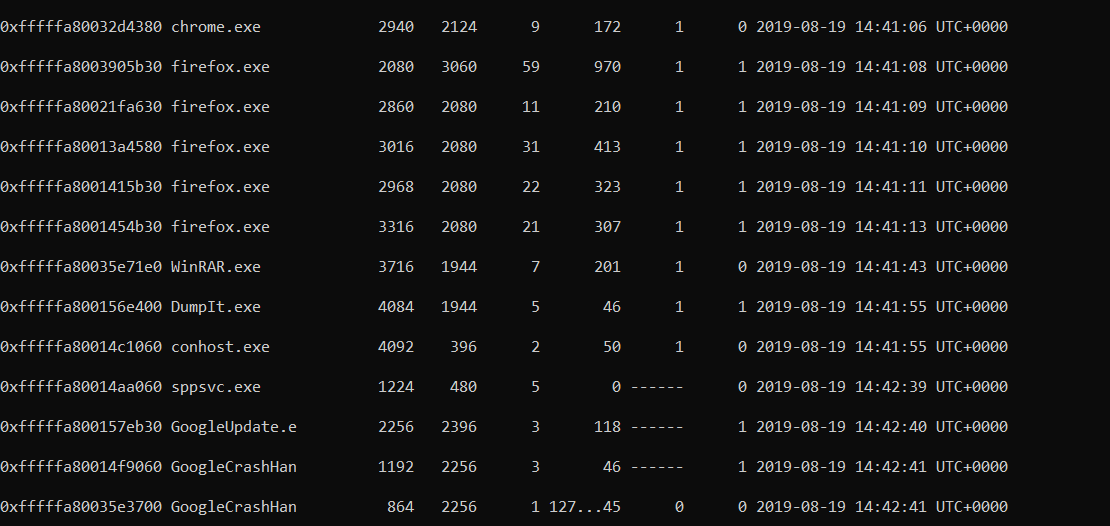 0xfffffa80032d4380 chrome.exe 2940 2124 9 172 1 0 2019-08-19 14:41:06 UTC+0000
0xfffffa8003905b30 firefox.exe 2080 3060 59 970 1 1 2019-08-19 14:41:08 UTC+0000
0xfffffa80021fa630 firefox.exe 2860 2080 11 210 1 1 2019-08-19 14:41:09 UTC+0000
0xfffffa80013a4580 firefox.exe 3016 2080 31 413 1 1 2019-08-19 14:41:10 UTC+0000
0xfffffa8001415b30 firefox.exe 2968 2080 22 323 1 1 2019-08-19 14:41:11 UTC+0000
0xfffffa8001454b30 firefox.exe 3316 2080 21 307 1 1 2019-08-19 14:41:13 UTC+0000
0xfffffa80035e71e0 WinRAR.exe 3716 1944 7 201 1 0 2019-08-19 14:41:43 UTC+0000
0xfffffa800156e400 DumpIt.exe 4084 1944 5 46 1 1 2019-08-19 14:41:55 UTC+0000
0xfffffa80014c1060 conhost.exe 4092 396 2 50 1 0 2019-08-19 14:41:55 UTC+0000
0xfffffa80014aa060 sppsvc.exe 1224 480 5 0 ------ 0 2019-08-19 14:42:39 UTC+0000
0xfffffa800157eb30 GoogleUpdate.e 2256 2396 3 118 ------ 1 2019-08-19 14:42:40 UTC+0000
0xfffffa80014f9060 GoogleCrashHan 1192 2256 3 46 ------ 1 2019-08-19 14:42:41 UTC+0000
0xfffffa80035e3700 GoogleCrashHan 864 2256 1 127...45 0 0 2019-08-19 14:42:41 UTC+0000